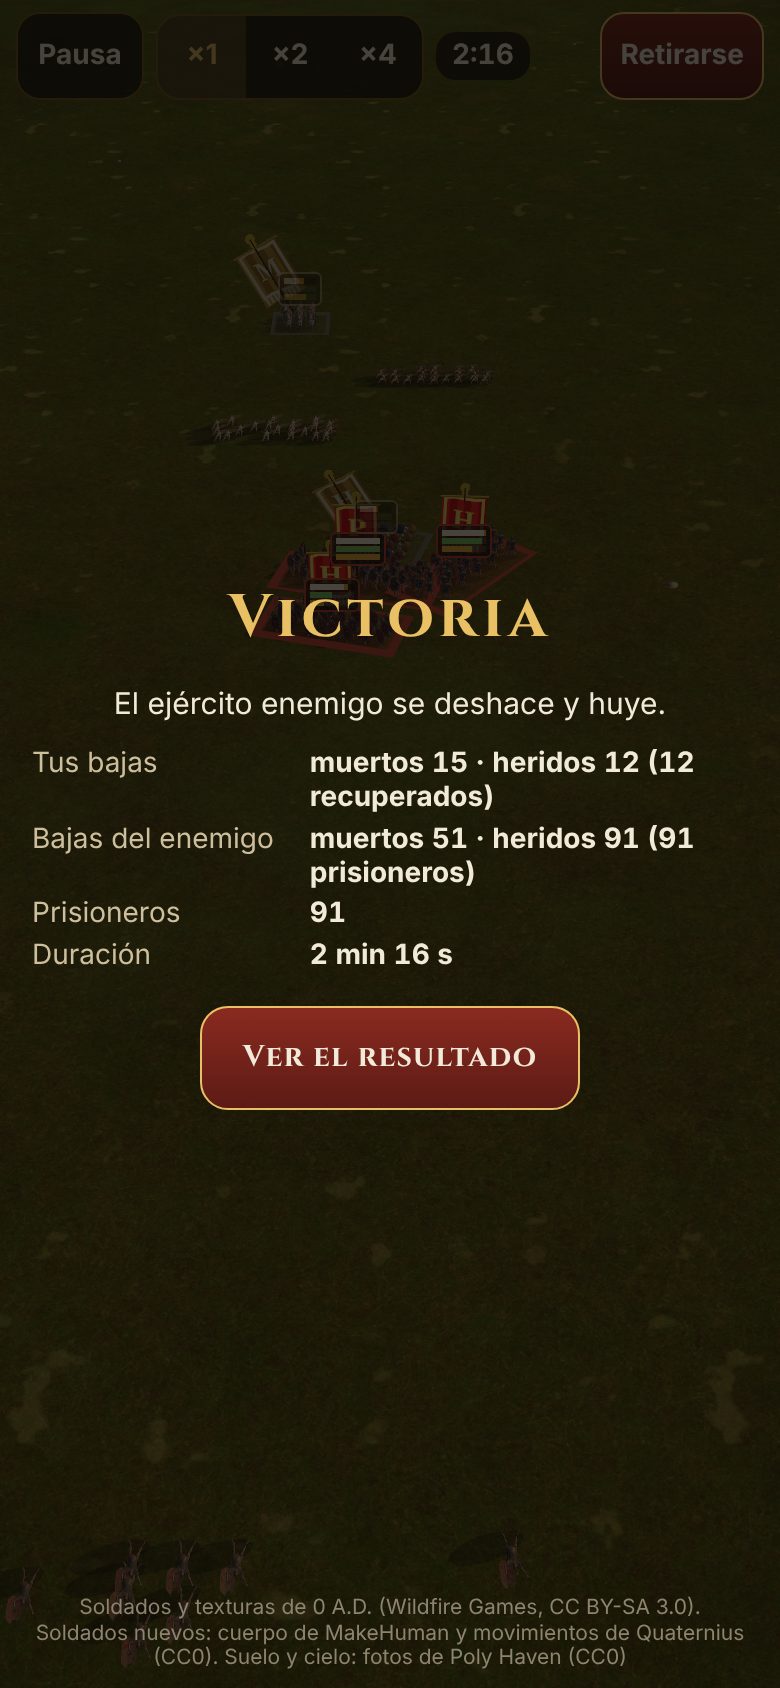 Pausa
×1
×2
×4
2:16
Retirarse
M
P
H
H
VICTORIA
El ejército enemigo se deshace y huye.
Tus bajas
muertos 15 · heridos 12 (12
recuperados)
Bajas del enemigo
muertos 51 · heridos 91 (91
prisioneros)
Prisioneros
91
Duración
2 min 16 s
VER EL RESULTADO
Soldados y texturas de 0 A.D. (Wildfire Games, CC BY-SA 3.0).
Soldados nuevos: cuerpo de MakeHuman y movimientos de Quaternius
(CC0). Suelo y cielo: fotos de Poly Haven (CC0)